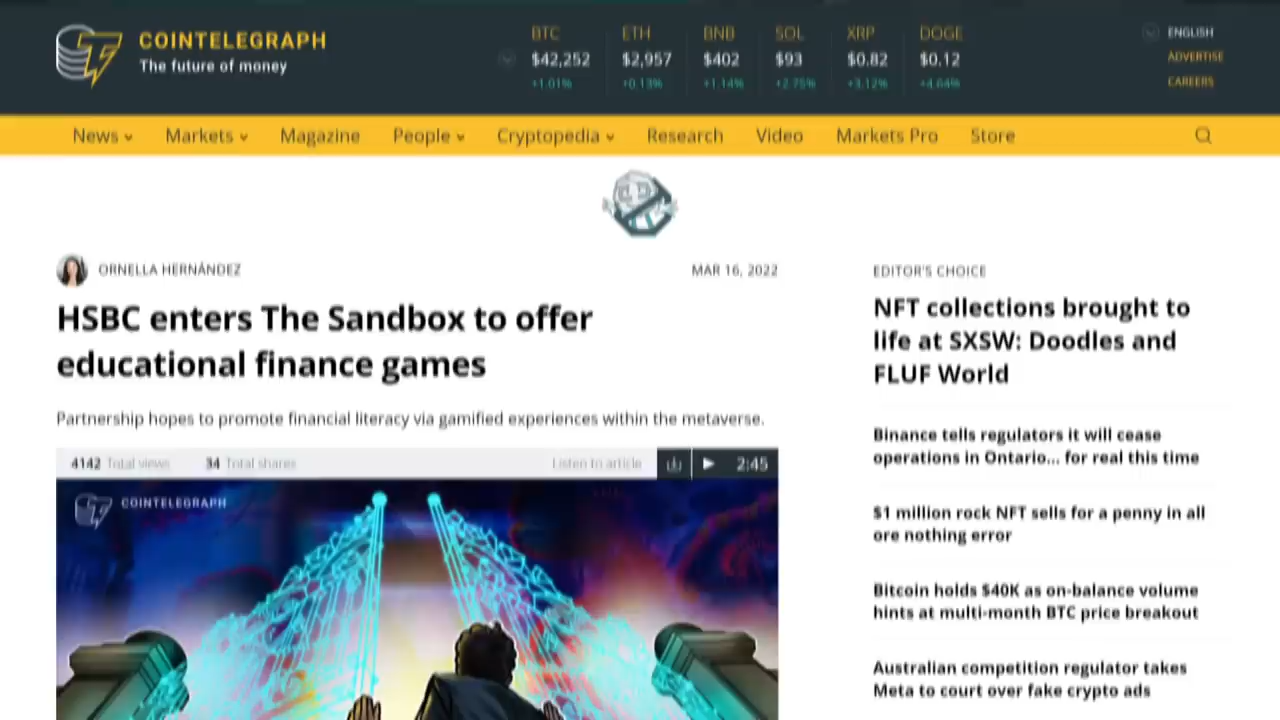 COINTELEGRAPH
The future of money
BTC ETH BNB SOL XRP DOGE
$42,252 $2,957 $402 $93 $0.82 $0.12
+1.01% +0.13% +1.14% +2.75% +3.12% +4.64%
ENGLISH
ADVERTISE
CAREERS
News Markets Magazine People Cryptopedia Research Video Markets Pro Store
ORNELLA HERNÁNDEZ MAR 16, 2022
HSBC enters The Sandbox to offer
educational finance games
Partnership hopes to promote financial literacy via gamified experiences within the metaverse.
4142 Total views 34 Total shares Listen to article 2:45
COINTELEGRAPH
EDITOR'S CHOICE
NFT collections brought to
life at SXSW: Doodles and
FLUF World
Binance tells regulators it will cease
operations in Ontario... for real this time
$1 million rock NFT sells for a penny in all
ore nothing error
Bitcoin holds $40K as on-balance volume
hints at multi-month BTC price breakout
Australian competition regulator takes
Meta to court over fake crypto ads